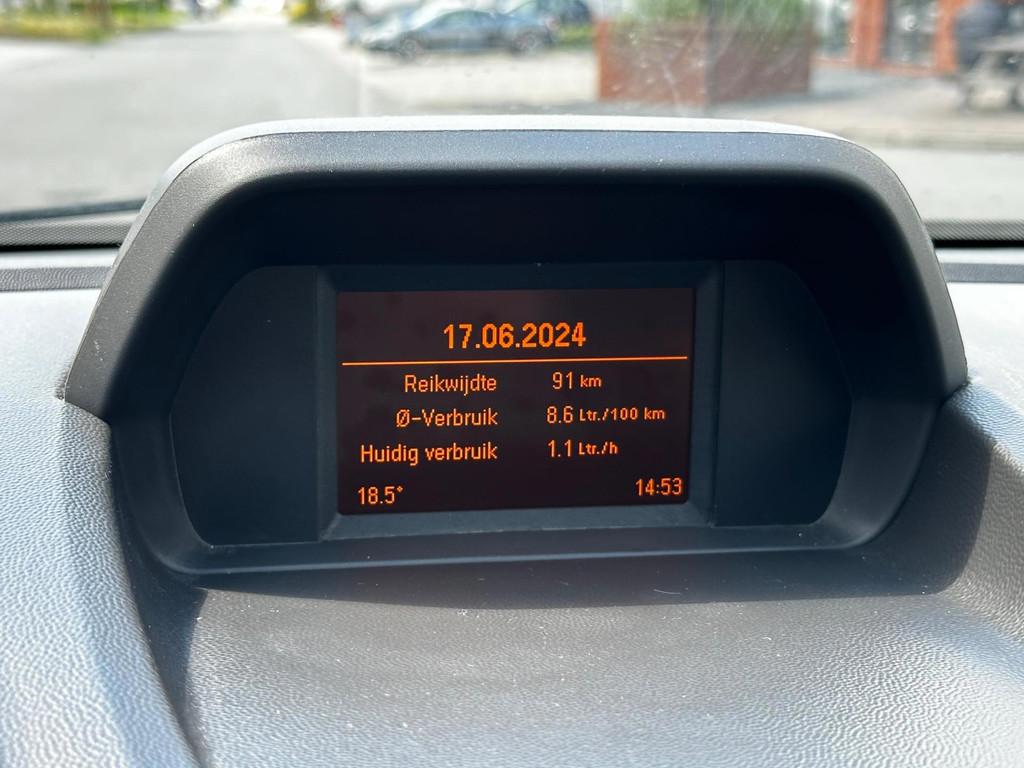 17.06.2024
Reikwijdte 91 km
Ø-Verbruik 8.6 Ltr./100 km
Huidig verbruik 1.1 Ltr./h
18.5° 14:53